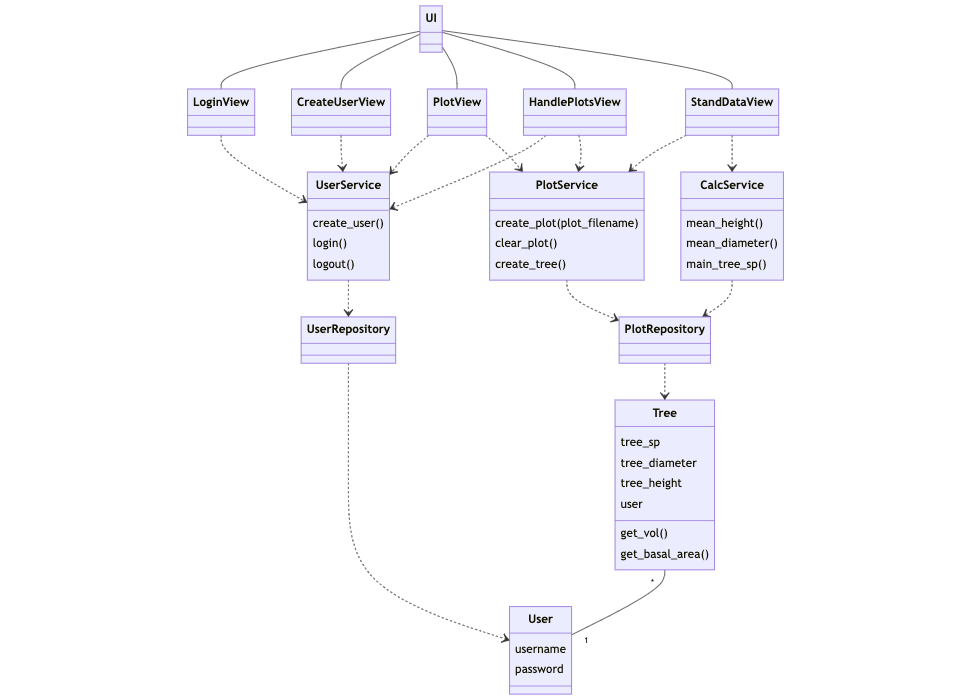 UI
LoginView
CreateUserView
PlotView
HandlePlotsView
StandDataView
UserService
create_user()
login()
logout()
PlotService
create_plot(plot_filename)
clear_plot()
create_tree()
CalcService
mean_height()
mean_diameter()
main_tree_sp()
UserRepository
PlotRepository
Tree
tree_sp
tree_diameter
tree_height
user
get_vol()
get_basal_area()
*
1
User
username
password